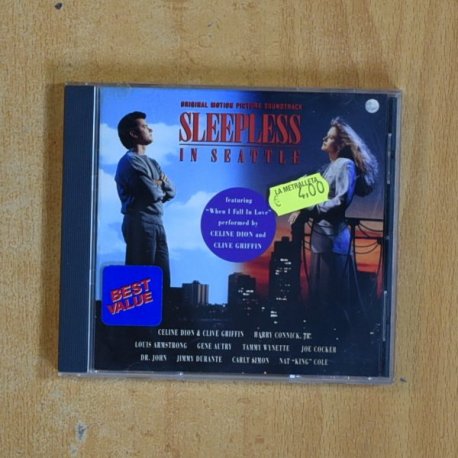 ORIGINAL MOTION PICTURE SOUNDTRACK
SLEEPLESS
IN SEATTLE
LA METRALLETA
€ 4,00
featuring
"When I Fall In Love"
performed by
CELINE DION and
CLIVE GRIFFIN
BEST
VALUE
CELINE DION & CLIVE GRIFFIN HARRY CONNICK, JR.
LOUIS ARMSTRONG GENE AUTRY TAMMY WYNETTE JOE COCKER
DR. JOHN JIMMY DURANTE CARLY SIMON NAT "KING" COLE